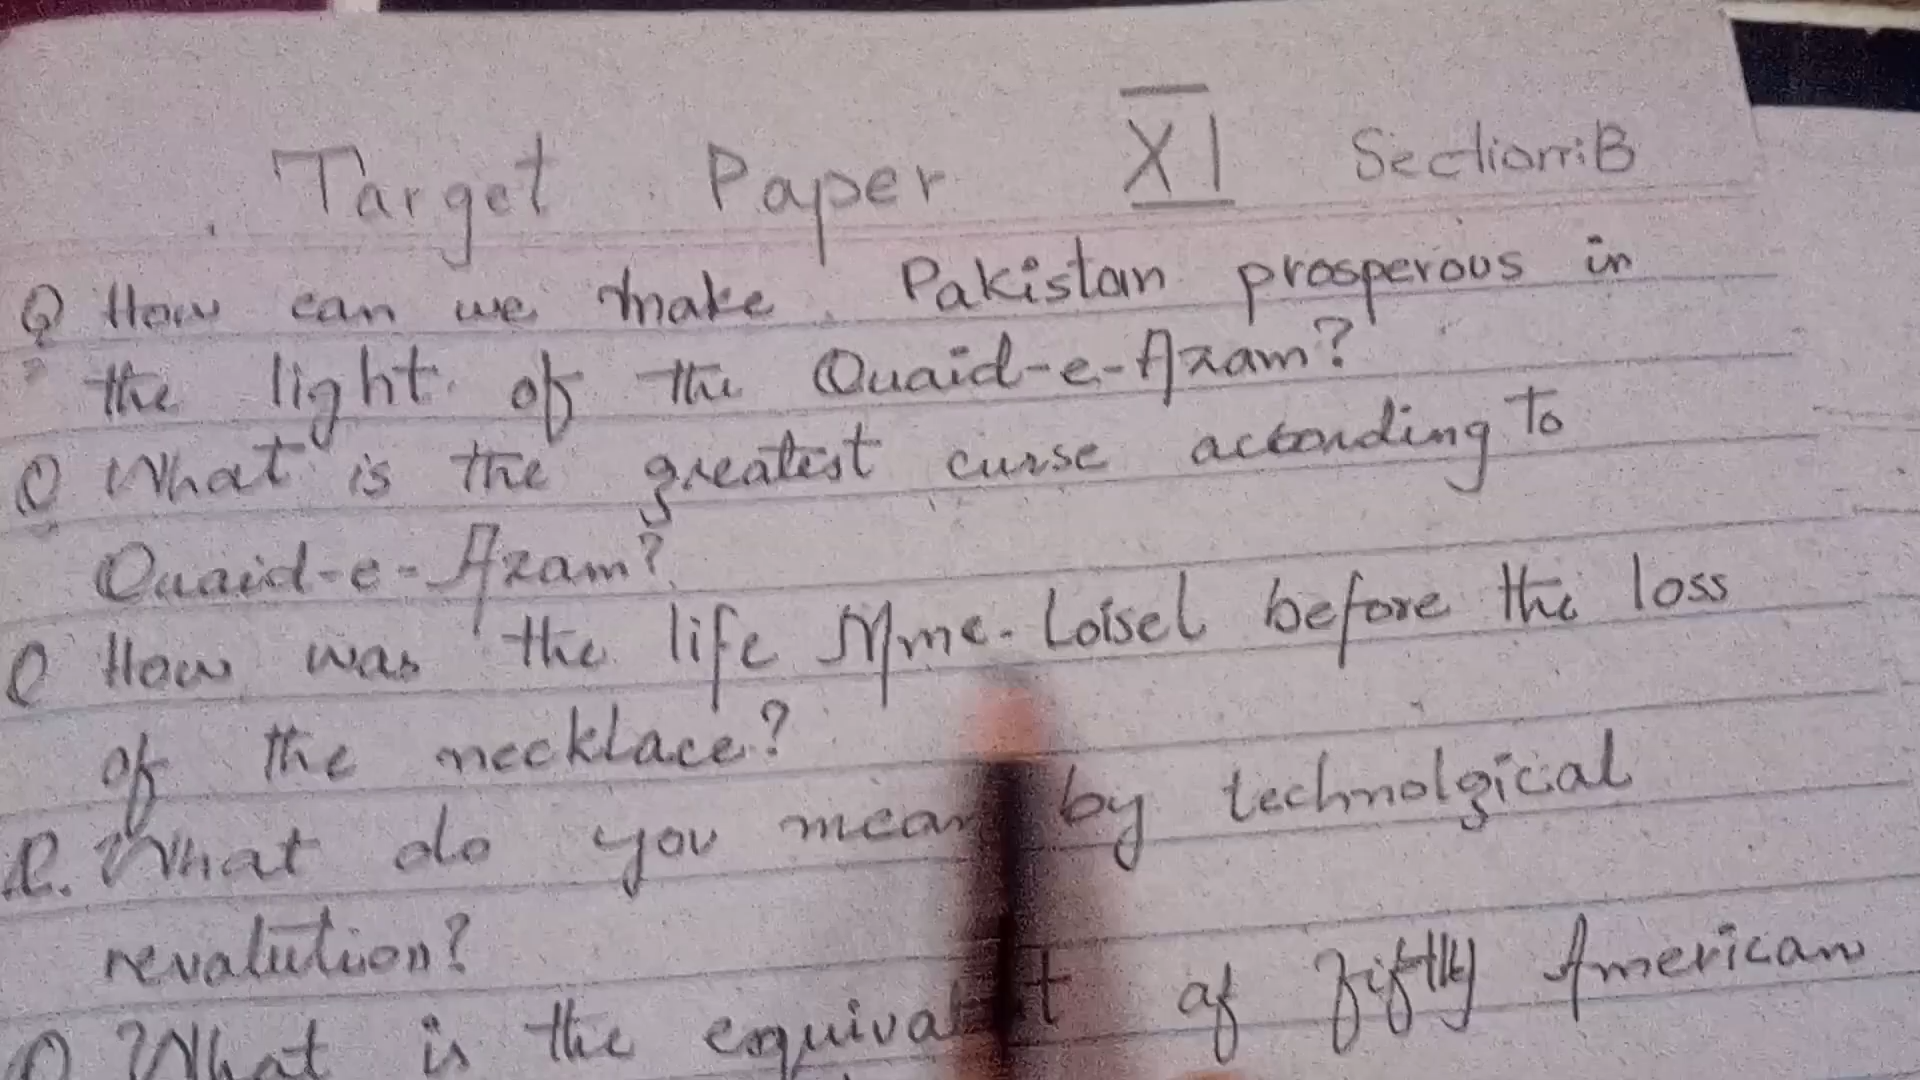 Target Paper XI Section:B
Q How can we make Pakistan prosperous in
the light of the Quaid-e-Azam?
Q What is the greatest curse according to
Quaid-e-Azam?
Q How was the life Mme. Loisel before the loss
of the necklace?
Q. What do you mean by technolgical
revalution?
Q What is the of American